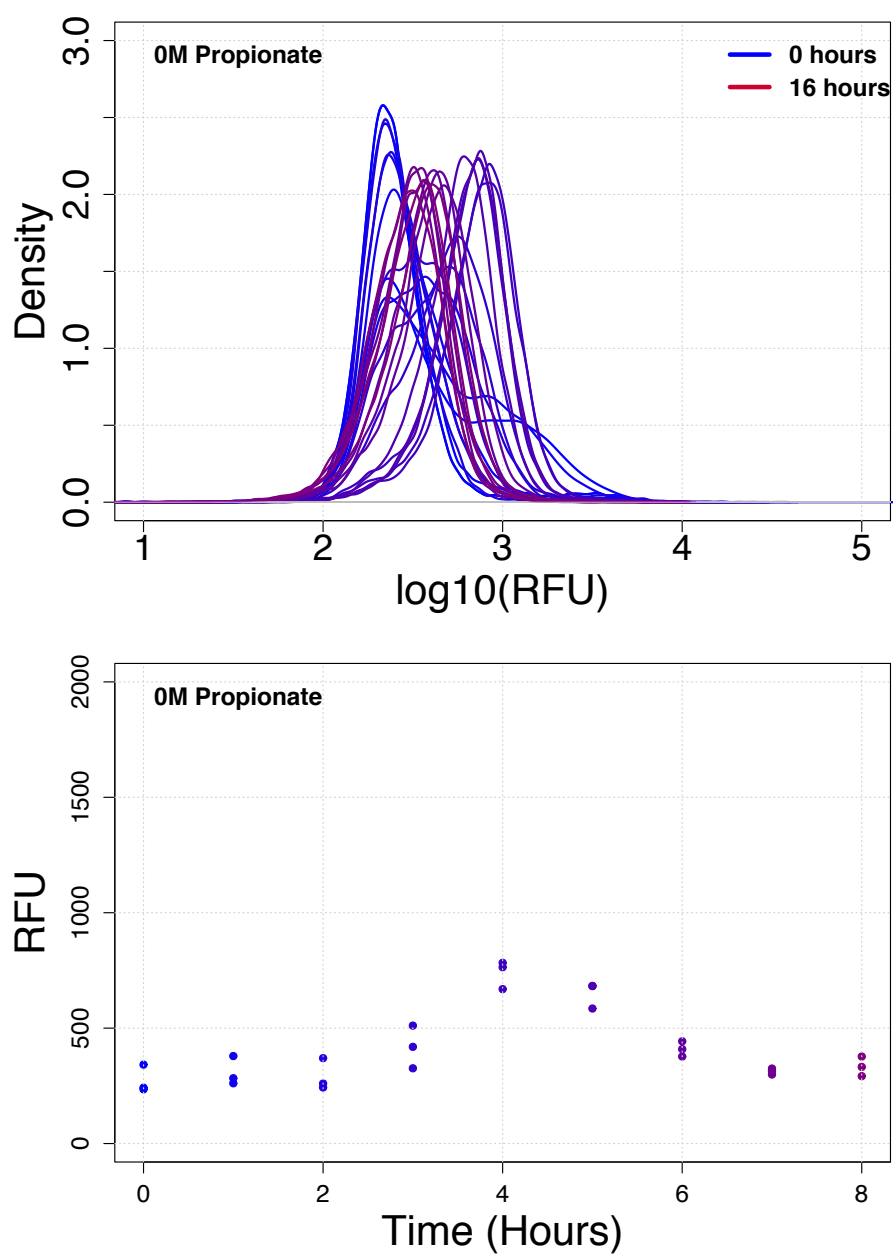 0M Propionate
0 hours
16 hours
3.0
2.0
1.0
0.0
Density
1 2 3 4 5
log10(RFU)
0M Propionate
2000
1500
1000
500
0
RFU
0 2 4 6 8
Time (Hours)